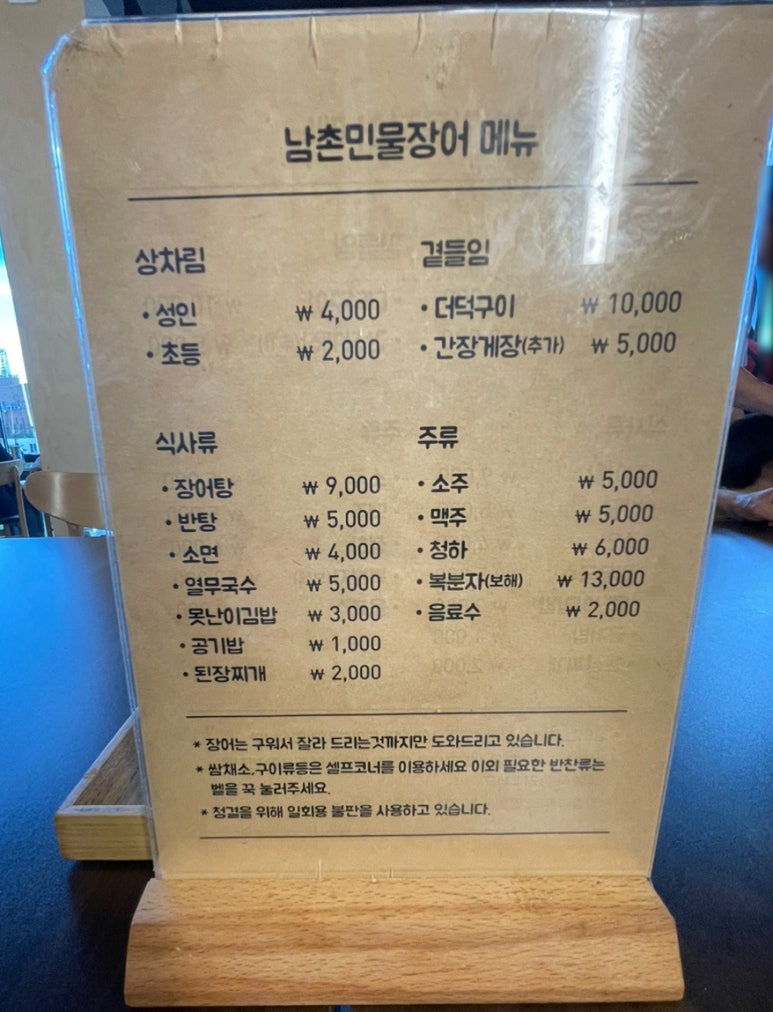 남촌민물장어 메뉴
상차림
• 성인 ₩ 4,000
• 초등 ₩ 2,000
곁들임
• 더덕구이 ₩ 10,000
• 간장게장(추가) ₩ 5,000
식사류
• 장어탕 ₩ 9,000
• 반탕 ₩ 5,000
• 소면 ₩ 4,000
• 열무국수 ₩ 5,000
• 못난이김밥 ₩ 3,000
• 공기밥 ₩ 1,000
• 된장찌개 ₩ 2,000
주류
• 소주 ₩ 5,000
• 맥주 ₩ 5,000
• 청하 ₩ 6,000
• 복분자(보해) ₩ 13,000
• 음료수 ₩ 2,000
* 장어는 구워서 잘라 드리는것까지만 도와드리고 있습니다.
* 쌈채소,구이류등은 셀프코너를 이용하세요 이외 필요한 반찬류는
벨을 꾹 눌러주세요.
* 청결을 위해 일회용 불판을 사용하고 있습니다.